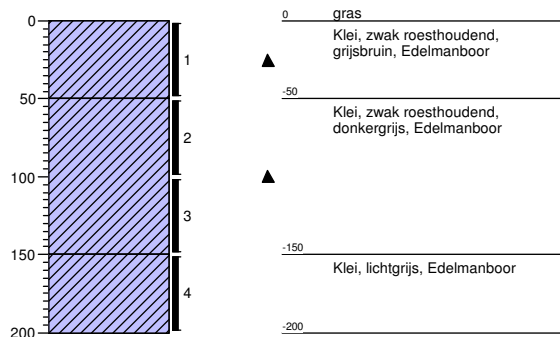 0
50
100
150
200
1
2
3
4
0
gras
Klei, zwak roesthoudend,
grijsbruin, Edelmanboor
-50
Klei, zwak roesthoudend,
donkergrijs, Edelmanboor
-150
Klei, lichtgrijs, Edelmanboor
-200